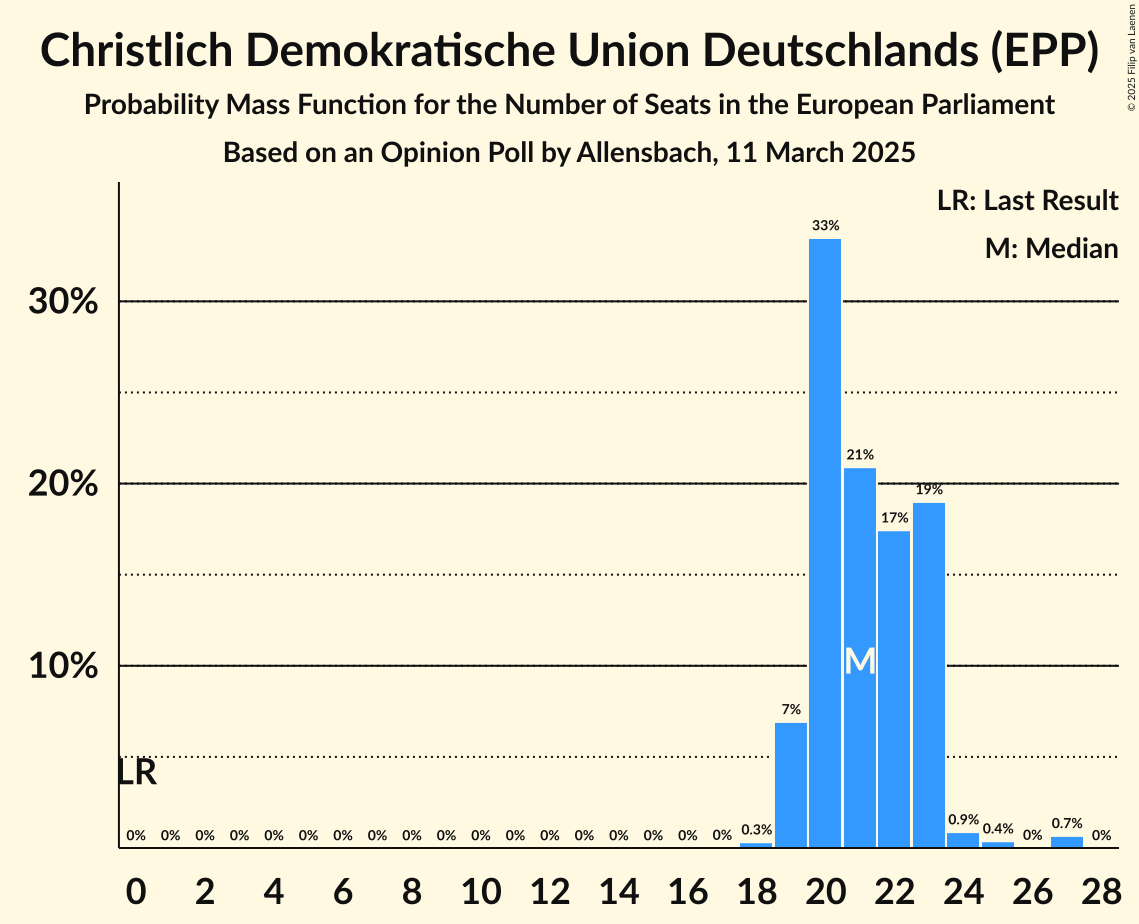 Christlich Demokratische Union Deutschlands (EPP)
Probability Mass Function for the Number of Seats in the European Parliament
Based on an Opinion Poll by Allensbach, 11 March 2025
© 2025 Filip van Laenen
LR: Last Result
M: Median
33%
30%
21%
20%
19%
17%
10%
M
7%
LR
0% 0% 0% 0% 0% 0% 0% 0% 0% 0% 0% 0% 0% 0% 0% 0% 0% 0% 0.3% 0.9% 0.4% 0% 0.7% 0%
0 2 4 6 8 10 12 14 16 18 20 22 24 26 28